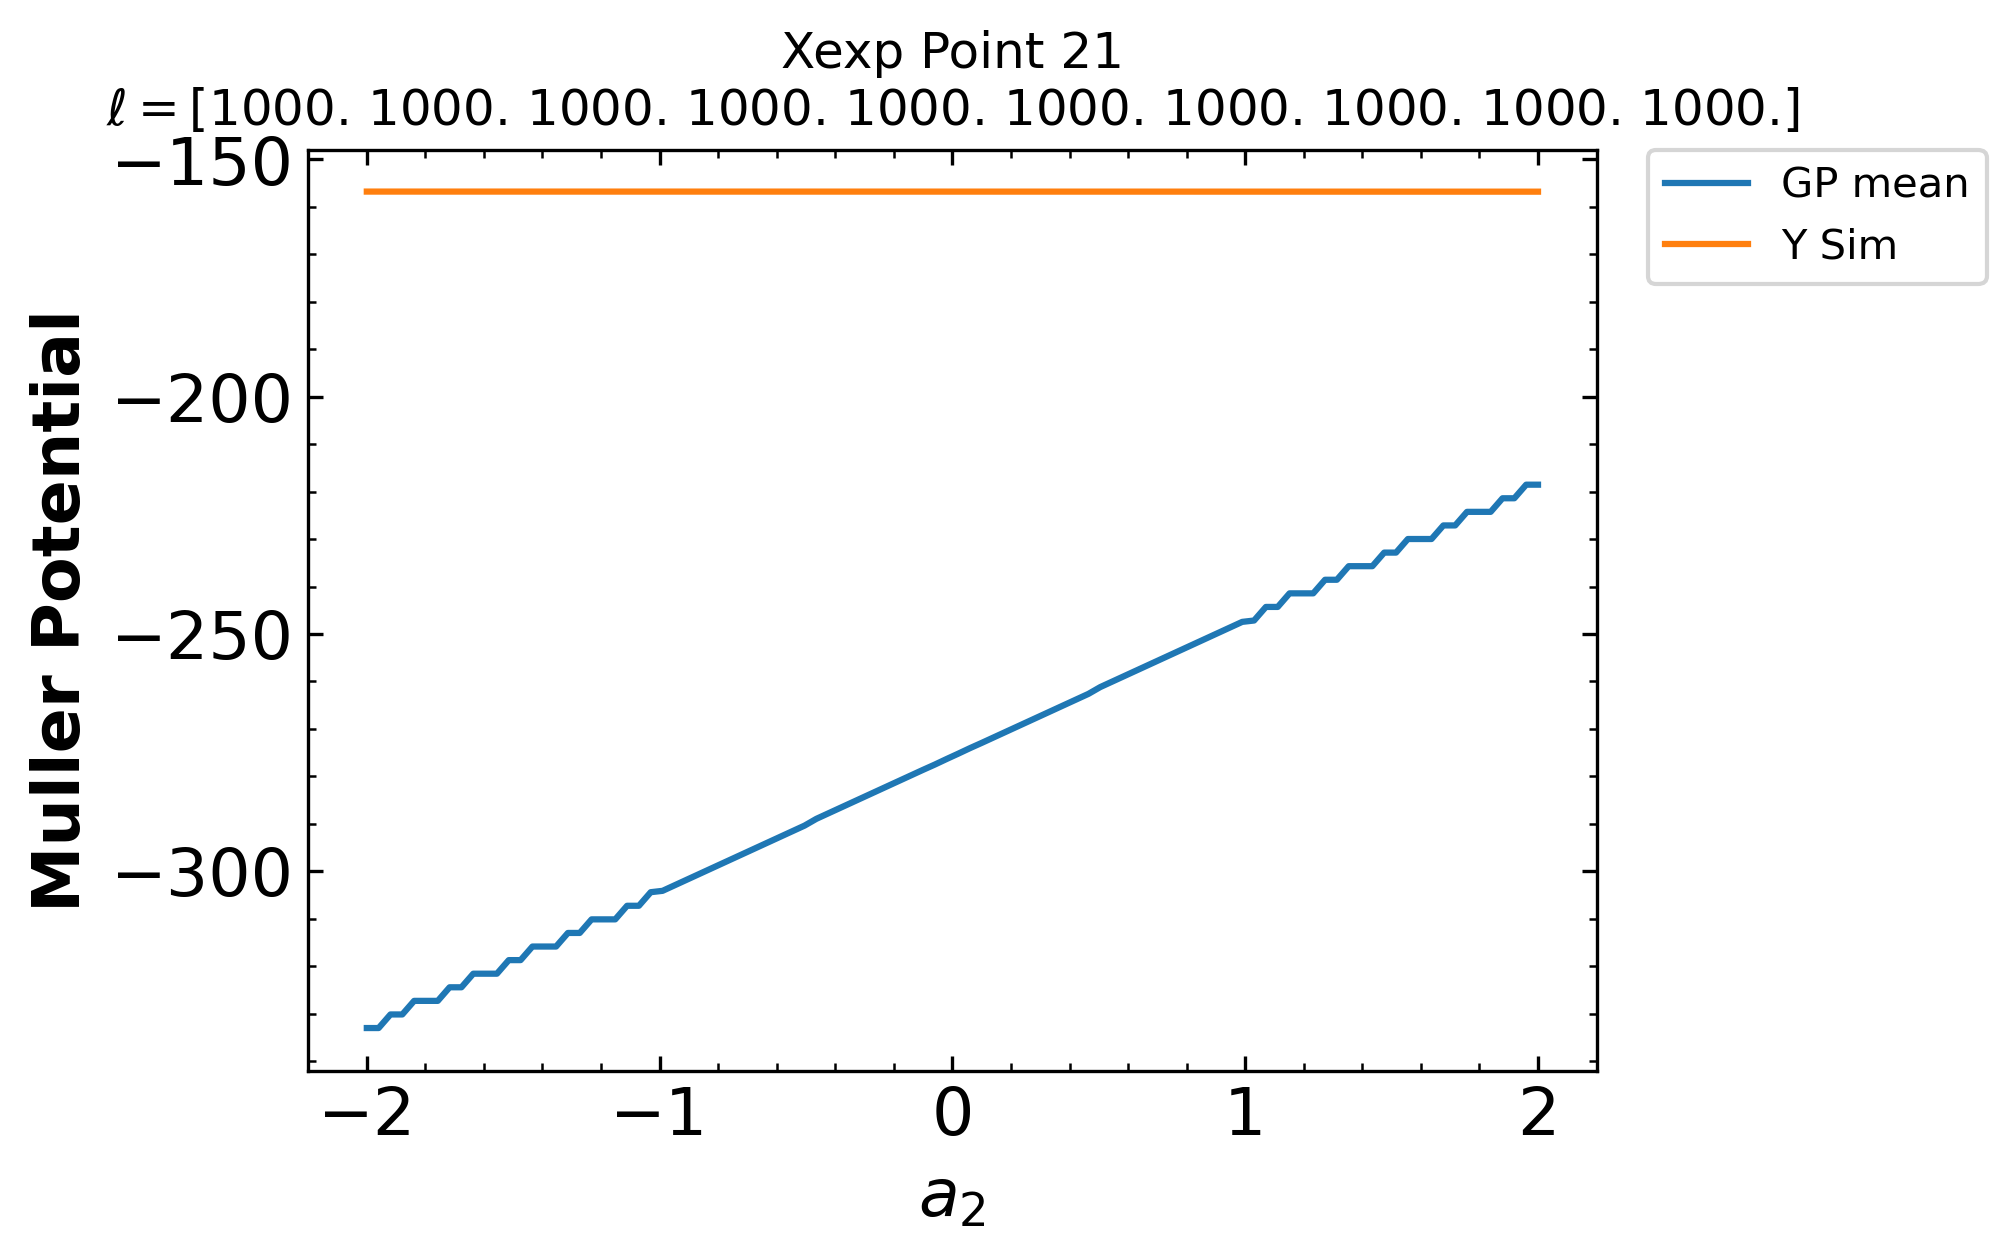 Xexp Point 21
ℓ = [1000. 1000. 1000. 1000. 1000. 1000. 1000. 1000. 1000. 1000.]
−150
−200
−250
−300
Muller Potential
−2 −1 0 1 2
a₂
GP mean
Y Sim